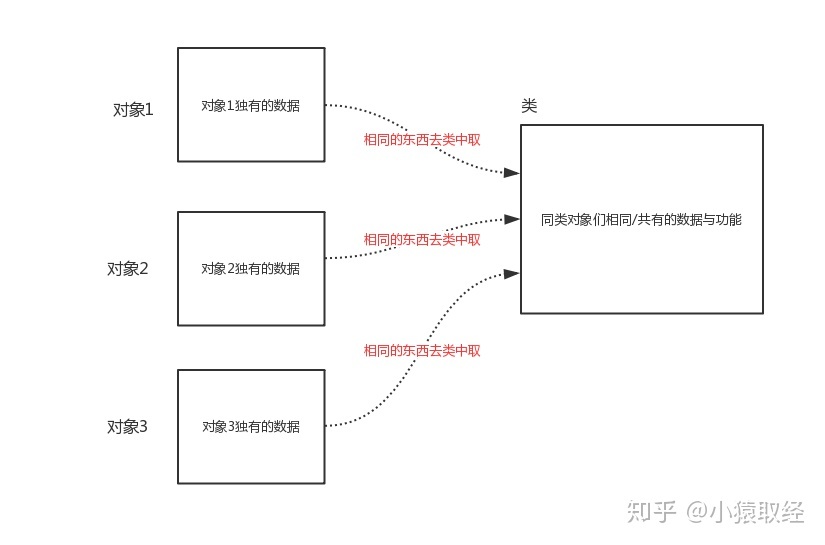 对象1
对象1独有的数据
相同的东西去类中取
类
对象2
对象2独有的数据
相同的东西去类中取
同类对象们相同/共有的数据与功能
对象3
对象3独有的数据
相同的东西去类中取
知乎 @小猿取经